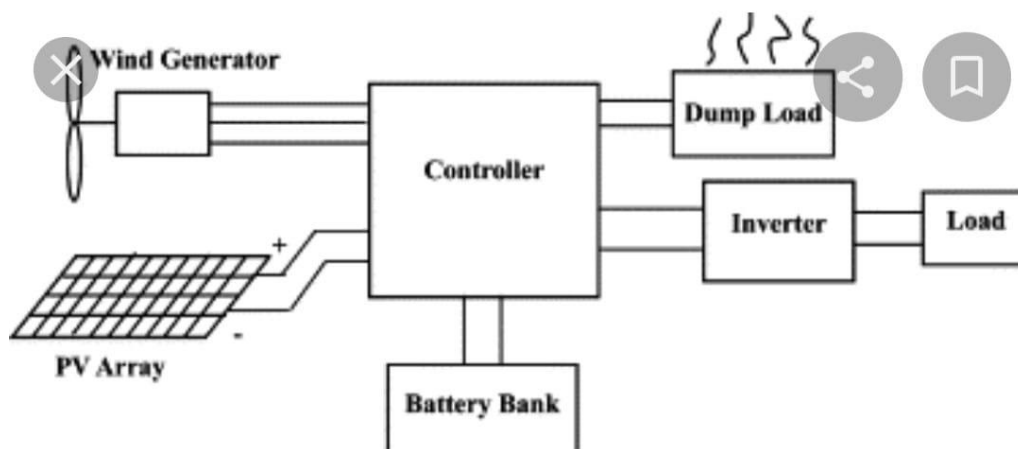 Wind Generator
Dump Load
Controller
Inverter
Load
+
-
PV Array
Battery Bank